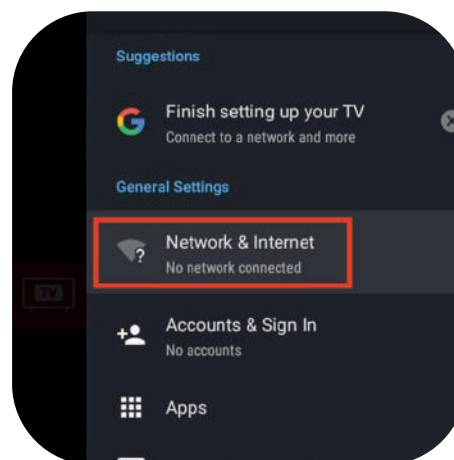 Suggestions
Finish setting up your TV
Connect to a network and more
General Settings
Network & Internet
No network connected
TV
Accounts & Sign In
No accounts
Apps